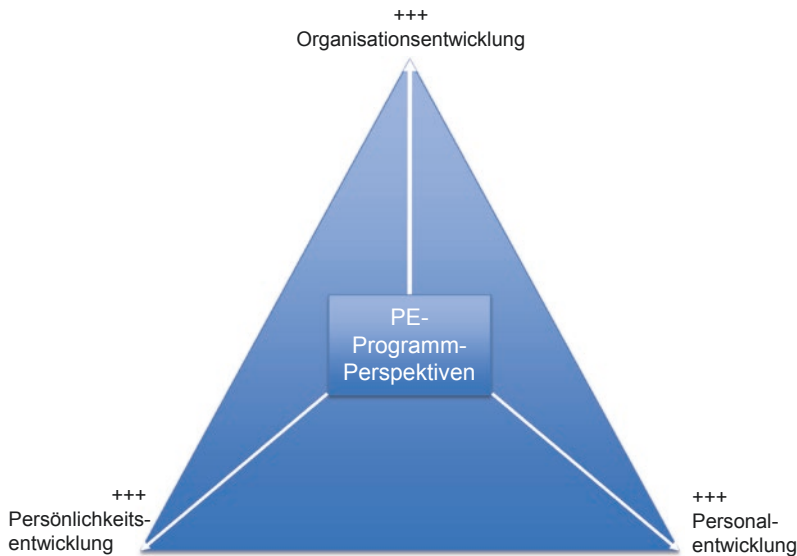 +++
Organisationsentwicklung
PE-
Programm-
Perspektiven
+++
Persönlichkeits-
entwicklung
+++
Personal-
entwicklung